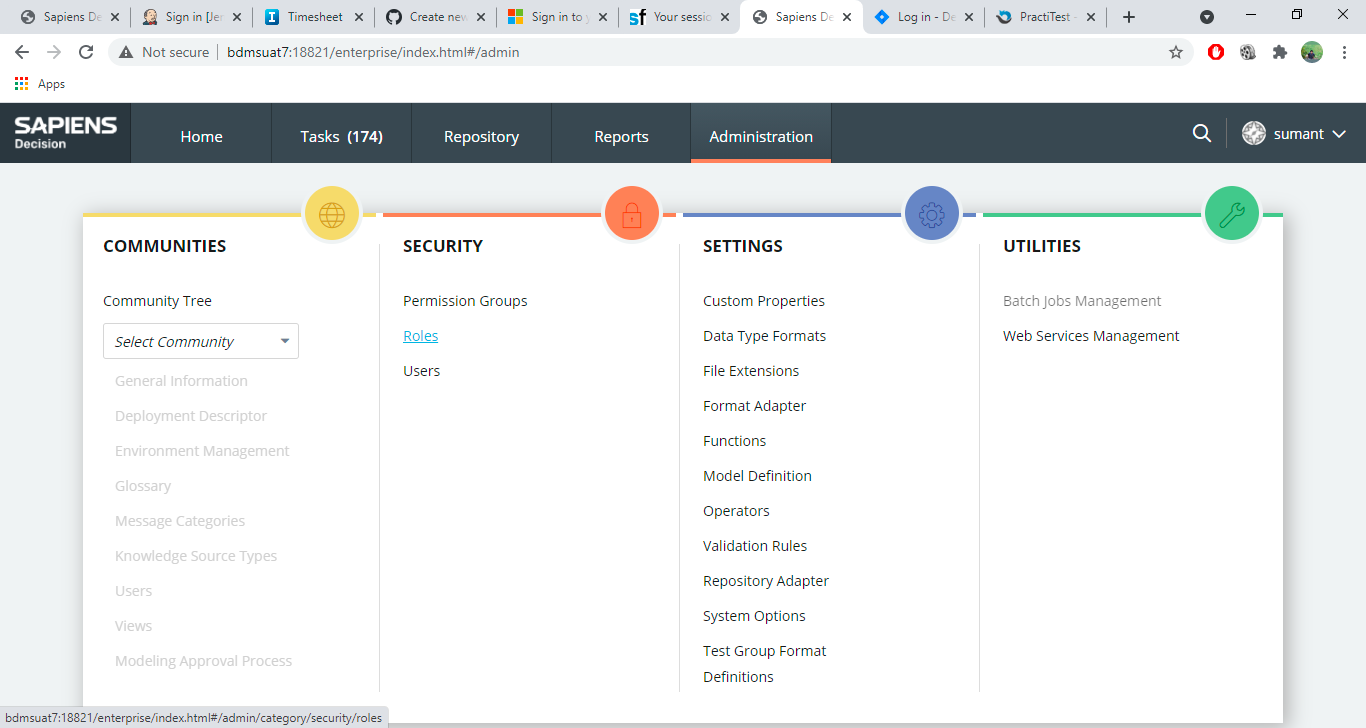 Sapiens De
Sign in [Jer
Timesheet
Create new
Sign in to y
Your sessio
Sapiens De
Log in - De
PractiTest -
Not secure
bdmsuat7:18821/enterprise/index.html#/admin
Apps
SAPIENS
Decision
Home
Tasks (174)
Repository
Reports
Administration
sumant
COMMUNITIES
Community Tree
Select Community
General Information
Deployment Descriptor
Environment Management
Glossary
Message Categories
Knowledge Source Types
Users
Views
Modeling Approval Process
SECURITY
Permission Groups
Roles
Users
SETTINGS
Custom Properties
Data Type Formats
File Extensions
Format Adapter
Functions
Model Definition
Operators
Validation Rules
Repository Adapter
System Options
Test Group Format
Definitions
UTILITIES
Batch Jobs Management
Web Services Management
bdmsuat7:18821/enterprise/index.html#/admin/category/security/roles